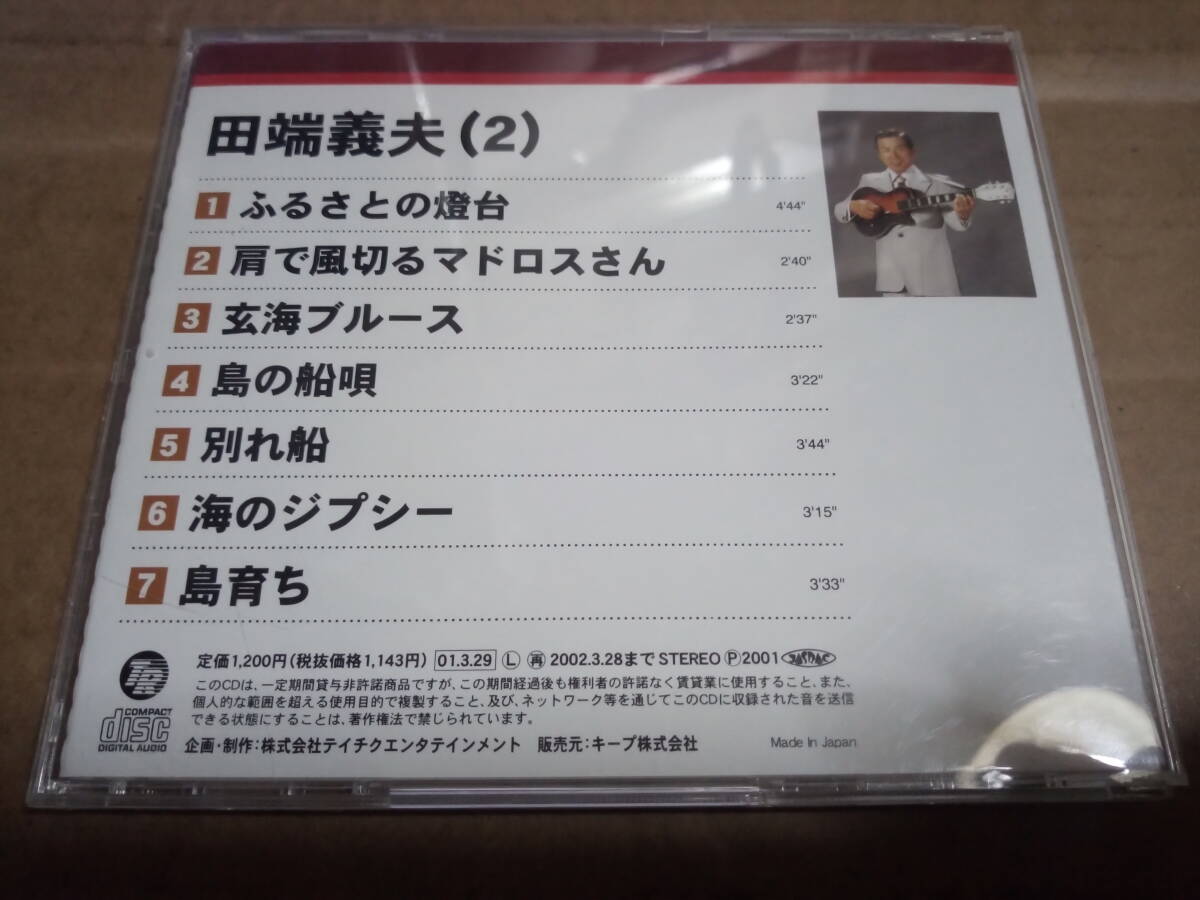 田端義夫(2)
1 ふるさとの燈台 4'44"
2 肩で風切るマドロスさん 2'40"
3 玄海ブルース 2'37"
4 島の船唄 3'22"
5 別れ船 3'44"
6 海のジプシー 3'15"
7 島育ち 3'33"
定価1,200円(税抜価格1,143円) 01.3.29 Ⓛ ㊢ 2002.3.28まで STEREO Ⓟ2001 JASRAC
このCDは、一定期間貸与非許諾商品ですが、この期間経過後も権利者の許諾なく賃貸業に使用すること、また、
個人的な範囲を超える使用目的で複製すること、及び、ネットワーク等を通じてこのCDに収録された音を送信
できる状態にすることは、著作権法で禁じられています。
COMPACT
disc
DIGITAL AUDIO
企画・制作:株式会社テイチクエンタテインメント 販売元:キープ株式会社 Made In Japan